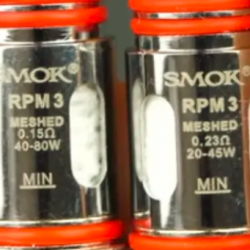 SMOK®
RPM 3
MESHED
0.15Ω
40-80W
MIN
SMOK®
RPM 3
MESHED
0.23Ω
20-45W
MIN